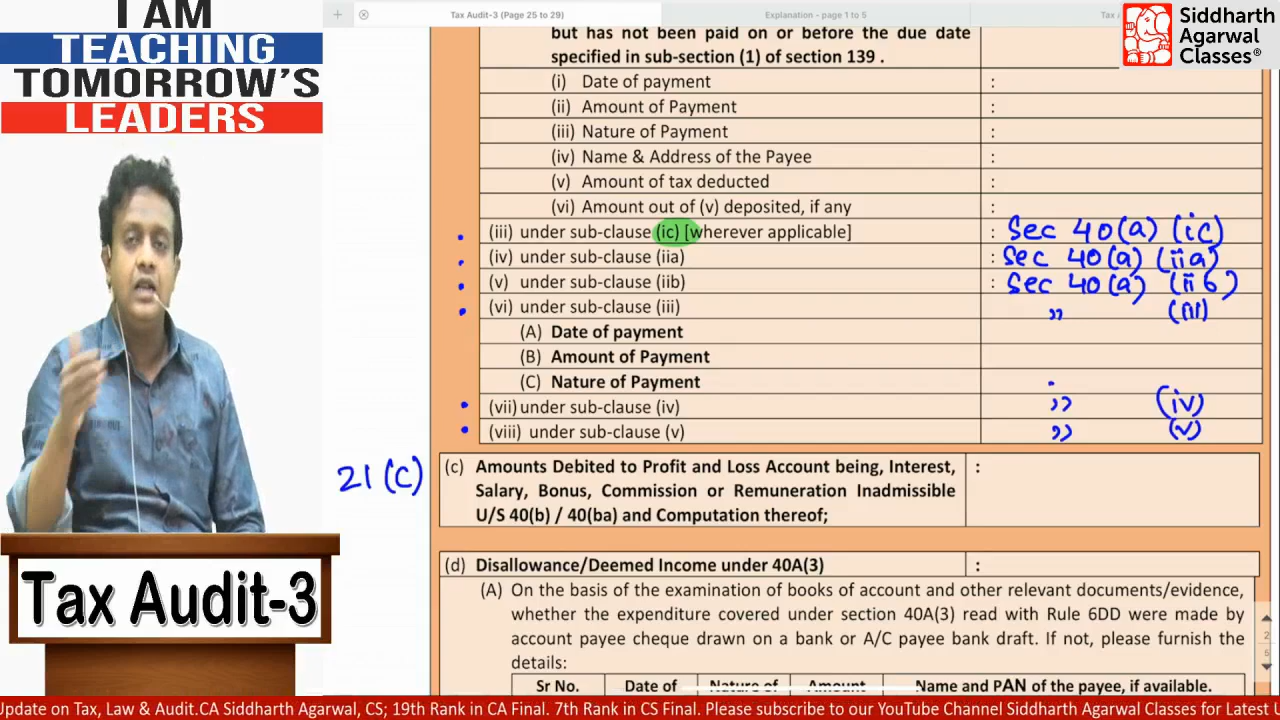 I AM
TEACHING
TOMORROW'S
LEADERS
Tax Audit-3 (Page 25 to 29)
Explanation - page 1 to 5
Siddharth
Agarwal
Classes®
but has not been paid on or before the due date
specified in sub-section (1) of section 139 .
(i) Date of payment :
(ii) Amount of Payment :
(iii) Nature of Payment :
(iv) Name & Address of the Payee :
(v) Amount of tax deducted :
(vi) Amount out of (v) deposited, if any :
(iii) under sub-clause (ic) [wherever applicable] : Sec 40(a) (ic)
(iv) under sub-clause (iia) : Sec 40(a) (iia)
(v) under sub-clause (iib) : Sec 40(a) (iib)
(vi) under sub-clause (iii) ,, (iii)
(A) Date of payment
(B) Amount of Payment
(C) Nature of Payment
(vii) under sub-clause (iv) ,, (iv)
(viii) under sub-clause (v) ,, (v)
21 (C)
(c) Amounts Debited to Profit and Loss Account being, Interest, :
Salary, Bonus, Commission or Remuneration Inadmissible
U/S 40(b) / 40(ba) and Computation thereof;
(d) Disallowance/Deemed Income under 40A(3) :
(A) On the basis of the examination of books of account and other relevant documents/evidence,
whether the expenditure covered under section 40A(3) read with Rule 6DD were made by
account payee cheque drawn on a bank or A/C payee bank draft. If not, please furnish the
details:
Sr No. Date of Nature of Amount Name and PAN of the payee, if available.
Tax Audit-3
Update on Tax, Law & Audit.CA Siddharth Agarwal, CS; 19th Rank in CA Final. 7th Rank in CS Final. Please subscribe to our YouTube Channel Siddharth Agarwal Classes for Latest